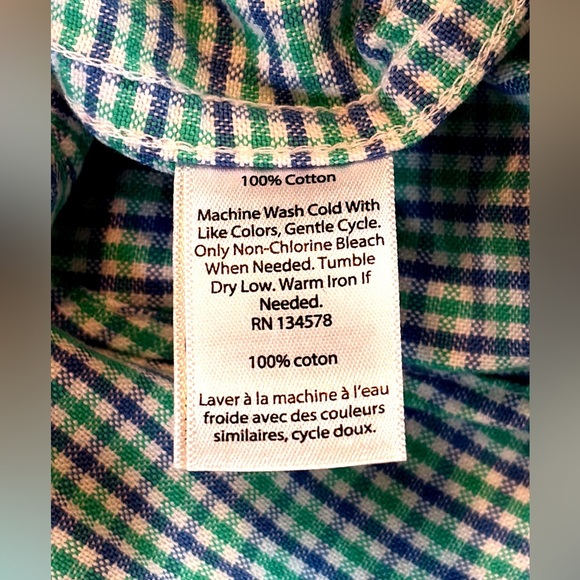 100% Cotton
Machine Wash Cold With
Like Colors, Gentle Cycle.
Only Non-Chlorine Bleach
When Needed. Tumble
Dry Low. Warm Iron If
Needed.
RN 134578
100% coton
Laver à la machine à l'eau
froide avec des couleurs
similaires, cycle doux.